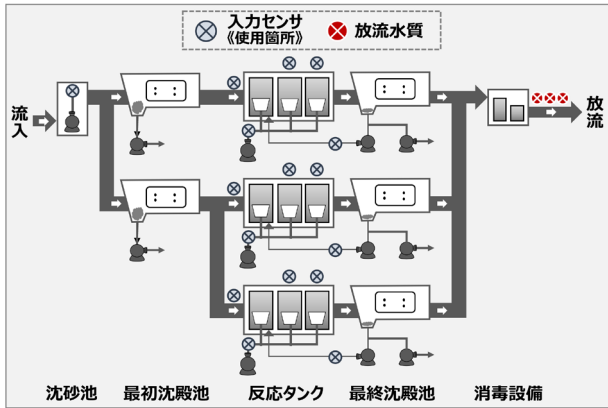 入力センサ
《使用箇所》
放流水質
流入
放流
沈砂池
最初沈殿池
反応タンク
最終沈殿池
消毒設備